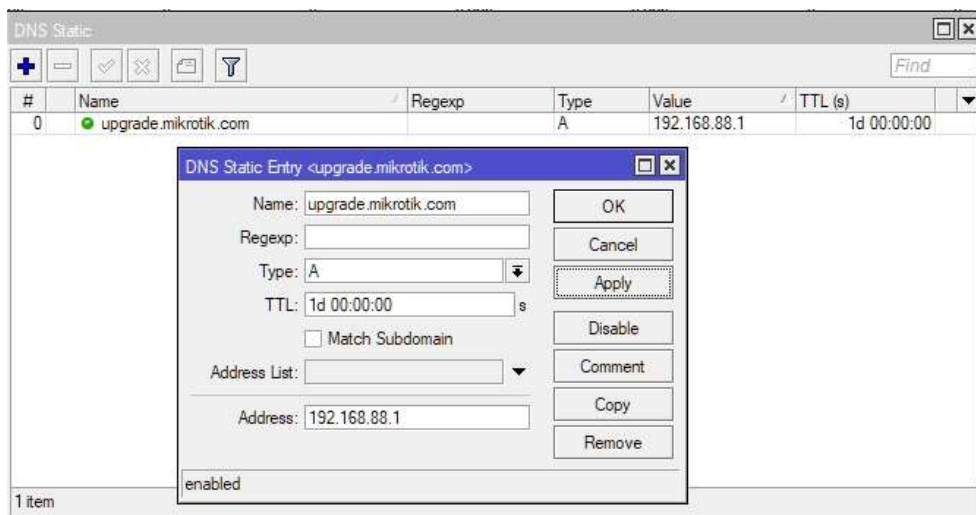 DNS Static
Find
# Name Regexp Type Value TTL (s)
0 upgrade.mikrotik.com A 192.168.88.1 1d 00:00:00
DNS Static Entry <upgrade.mikrotik.com>
Name: upgrade.mikrotik.com
OK
Regexp:
Cancel
Type: A
Apply
TTL: 1d 00:00:00 s
Match Subdomain
Disable
Address List:
Comment
Address: 192.168.88.1
Copy
Remove
enabled
1 item